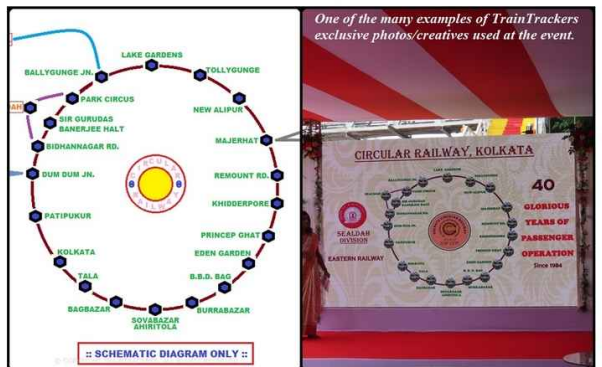 LAKE GARDENS
BALLYGUNGE JN.
TOLLYGUNGE
PARK CIRCUS
NEW ALIPUR
SIR GURUDAS
BANERJEE HALT
BIDHANNAGAR RD.
MAJERHAT
DUM DUM JN.
REMOUNT RD.
KHIDDERPORE
PATIPUKUR
PRINCEP GHAT
EDEN GARDEN
KOLKATA
TALA
B.B.D. BAG
BAGBAZAR
BURRABAZAR
SOVABAZAR
AHIRITOLA
CIRCULAR
RAILWAY
:: SCHEMATIC DIAGRAM ONLY ::
One of the many examples of TrainTrackers
exclusive photos/creatives used at the event.
CIRCULAR RAILWAY, KOLKATA
40
GLORIOUS
YEARS OF
PASSENGER
OPERATION
Since 1984
SEALDAH
DIVISION
EASTERN RAILWAY